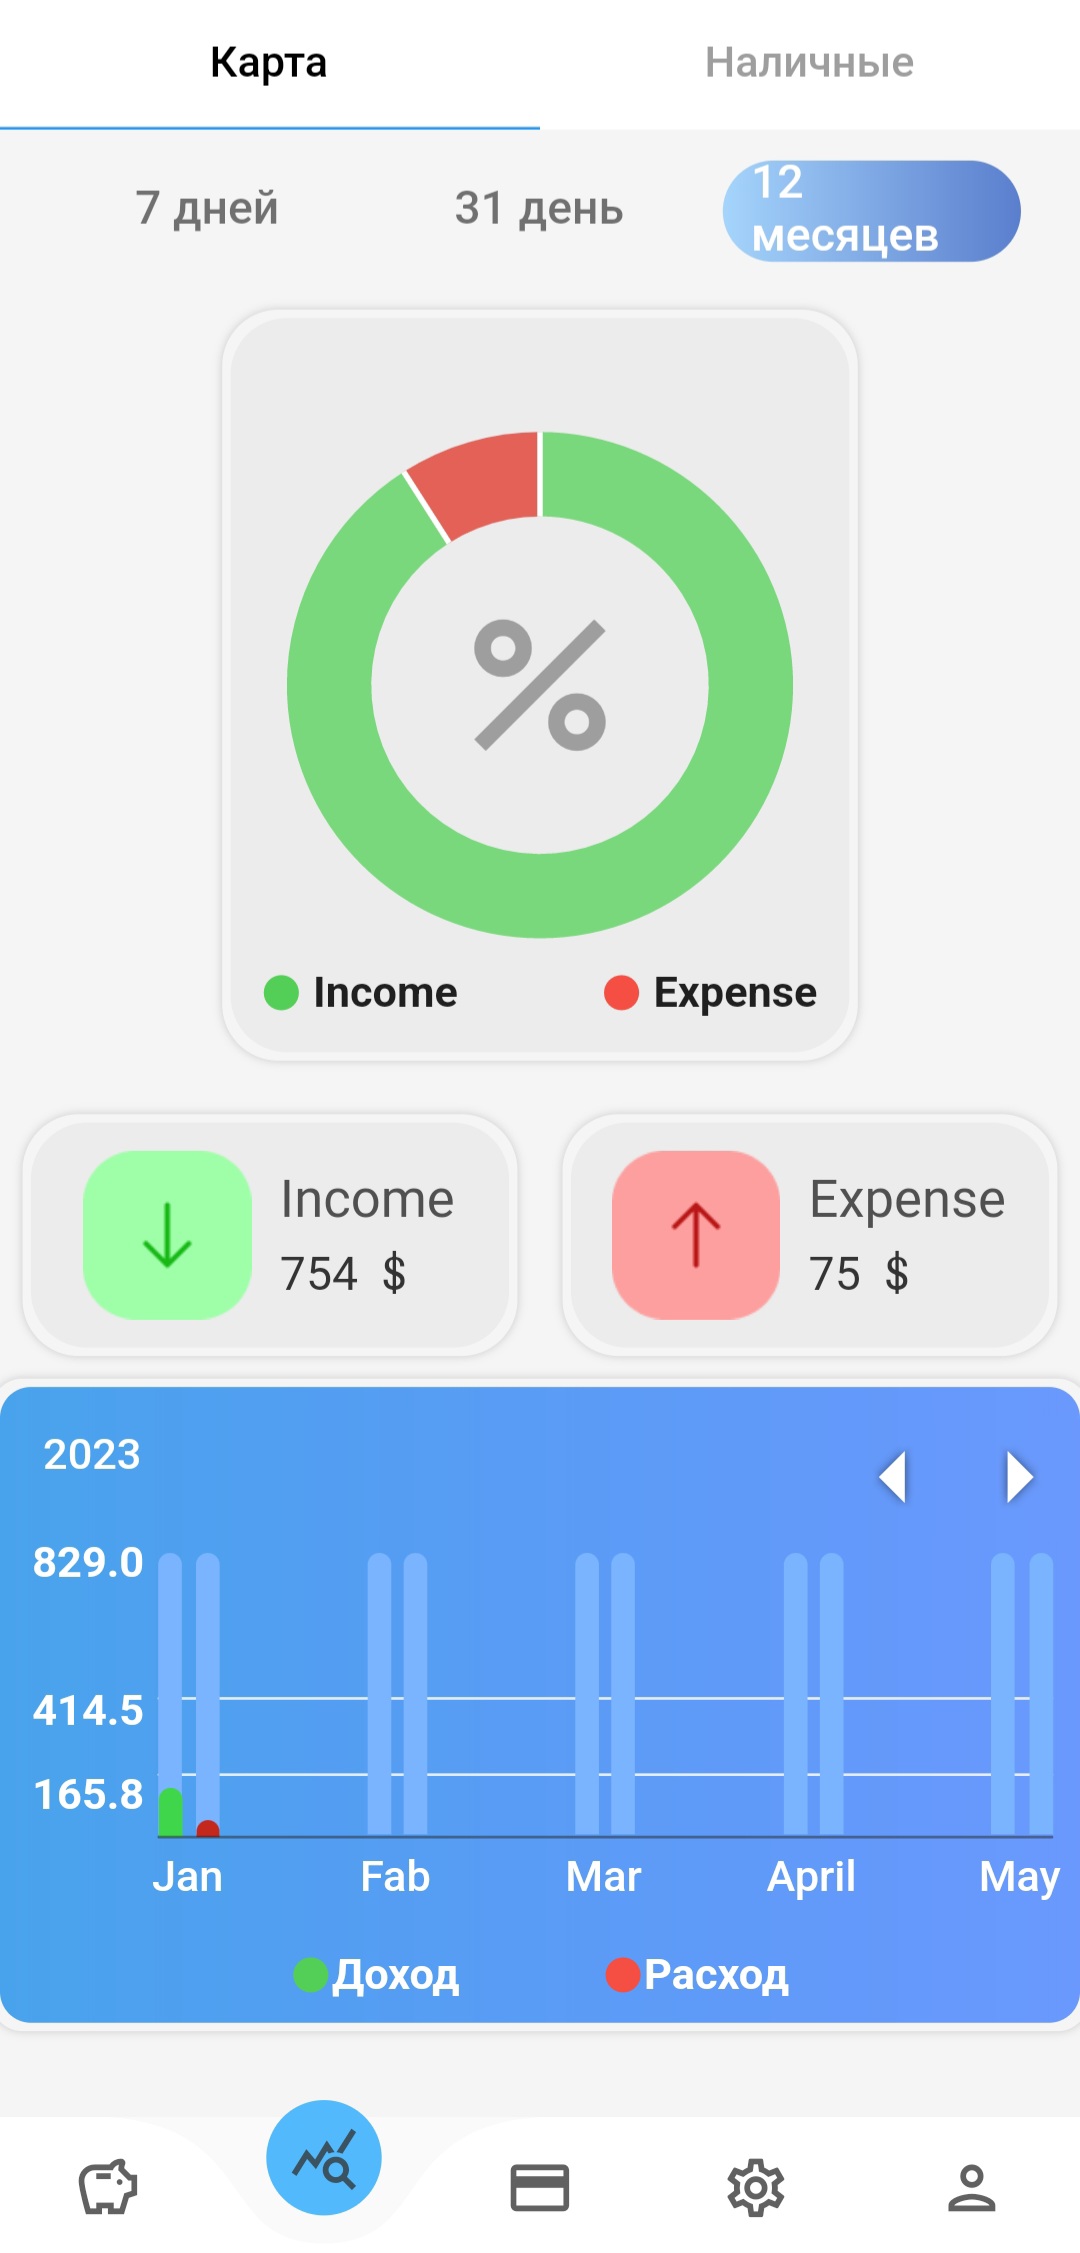 Карта
Наличные
7 дней
31 день
12
месяцев
%
Income
Expense
Income
754 $
Expense
75 $
2023
829.0
414.5
165.8
Jan
Fab
Mar
April
May
Доход
Расход